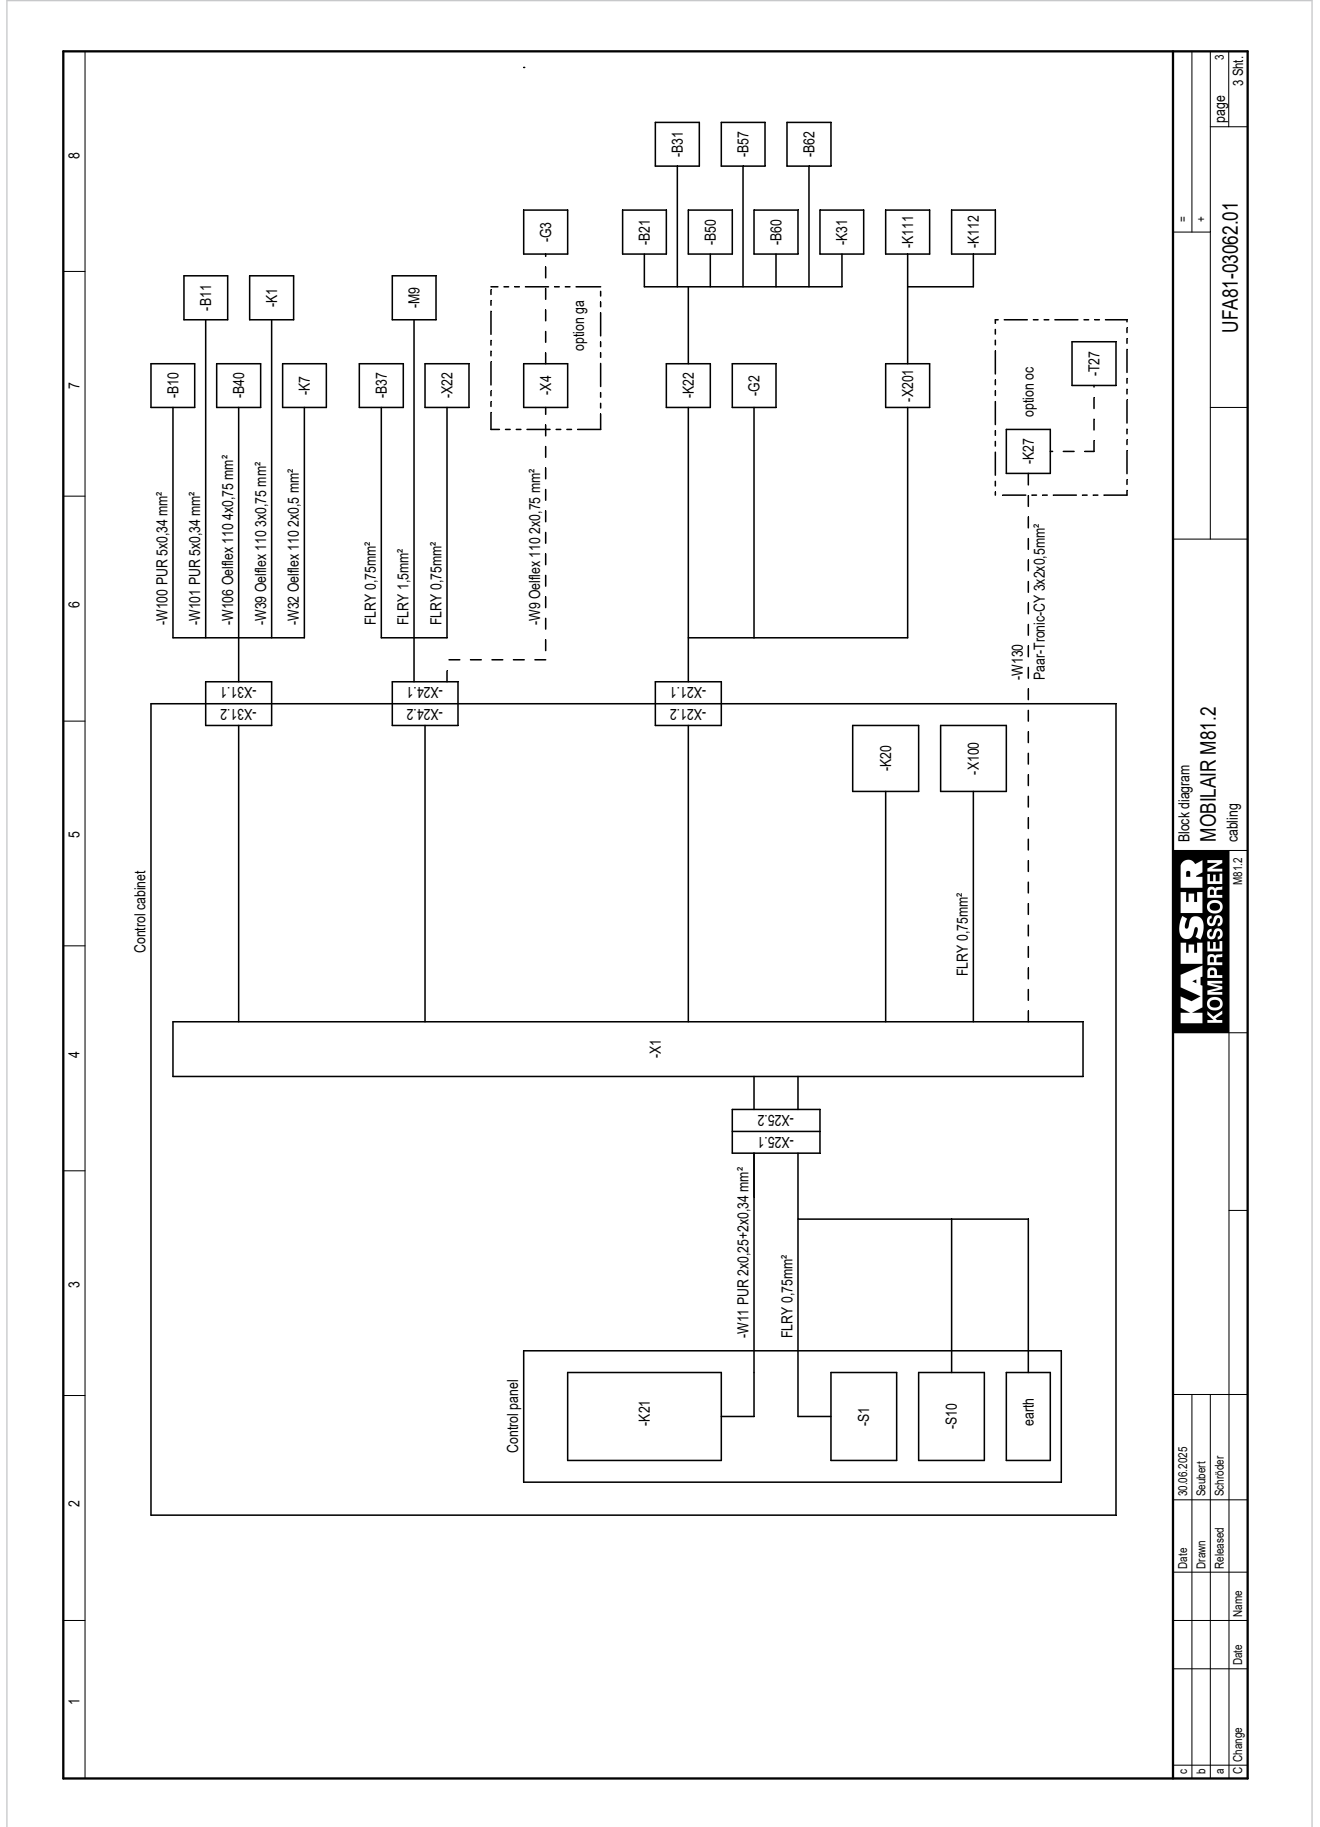 1
2
3
4
5
6
7
8
Control cabinet
-B10
-B11
-B40
-K1
-K7
-W100 PUR 5x0,34 mm²
-W101 PUR 5x0,34 mm²
-W106 Oelflex 110 4x0,75 mm²
-W39 Oelflex 110 3x0,75 mm²
-W32 Oelflex 110 2x0,5 mm²
-X31.2
-X31.1
-B37
-M9
-X22
FLRY 0,75mm²
FLRY 1,5mm²
FLRY 0,75mm²
-X24.2
-X24.1
-G3
-X4
option ga
-W9 Oelflex 110 2x0,75 mm²
-B31
-B57
-B62
-B21
-B50
-B60
-K31
-K111
-K112
-K22
-G2
-X201
-X21.2
-X21.1
option oc
-K27
-T27
-W130
Paar-Tronic-CY 3x2x0,5mm²
-K20
-X100
FLRY 0,75mm²
-X1
-X25.1
-X25.2
-W11 PUR 2x0,25+2x0,34 mm²
FLRY 0,75mm²
Control panel
-K21
-S1
-S10
earth
c
b
a
C Change
Date
Name
Date 30.06.2025
Drawn Seubert
Released Schröder
KAESER
KOMPRESSOREN
M81.2
Block diagram
MOBILAIR M81.2
cabling
=
+
UFA81-03062.01
page 3
3 Sht.